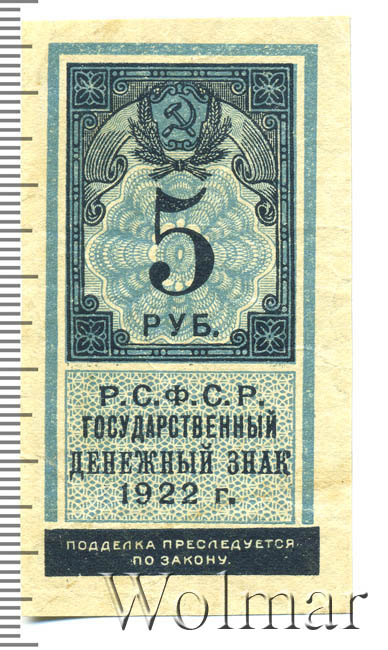 5
РУБ.
Р.С.Ф.С.Р.
ГОСУДАРСТВЕННЫЙ
ДЕНЕЖНЫЙ ЗНАК
1922 г.
ПОДДЕЛКА ПРЕСЛЕДУЕТСЯ
ПО ЗАКОНУ.
Wolmar